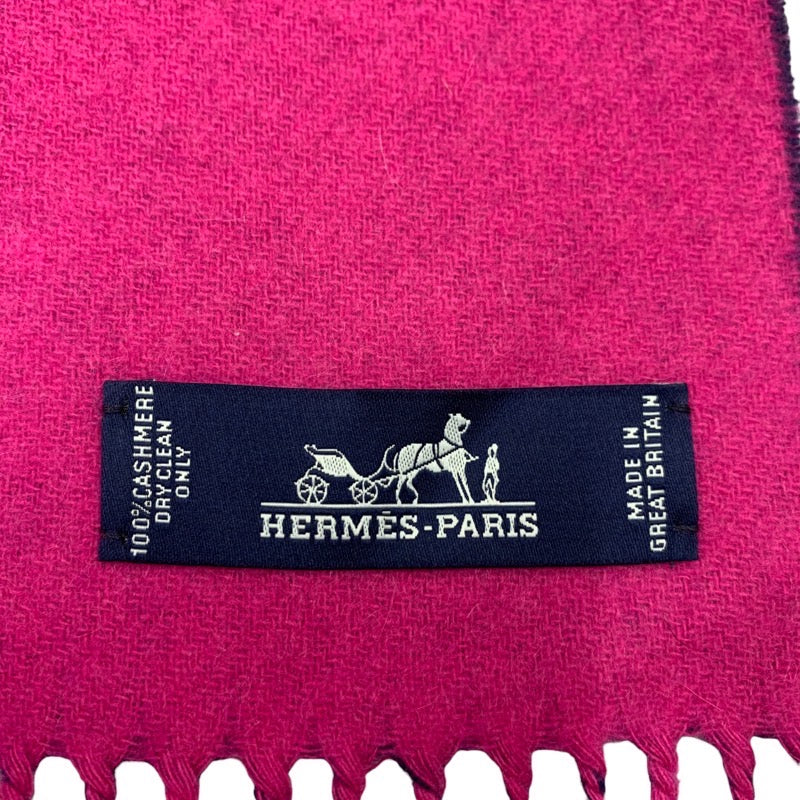 100%CASHMERE
DRY CLEAN
ONLY
HERMÈS-PARIS
MADE IN
GREAT BRITAIN